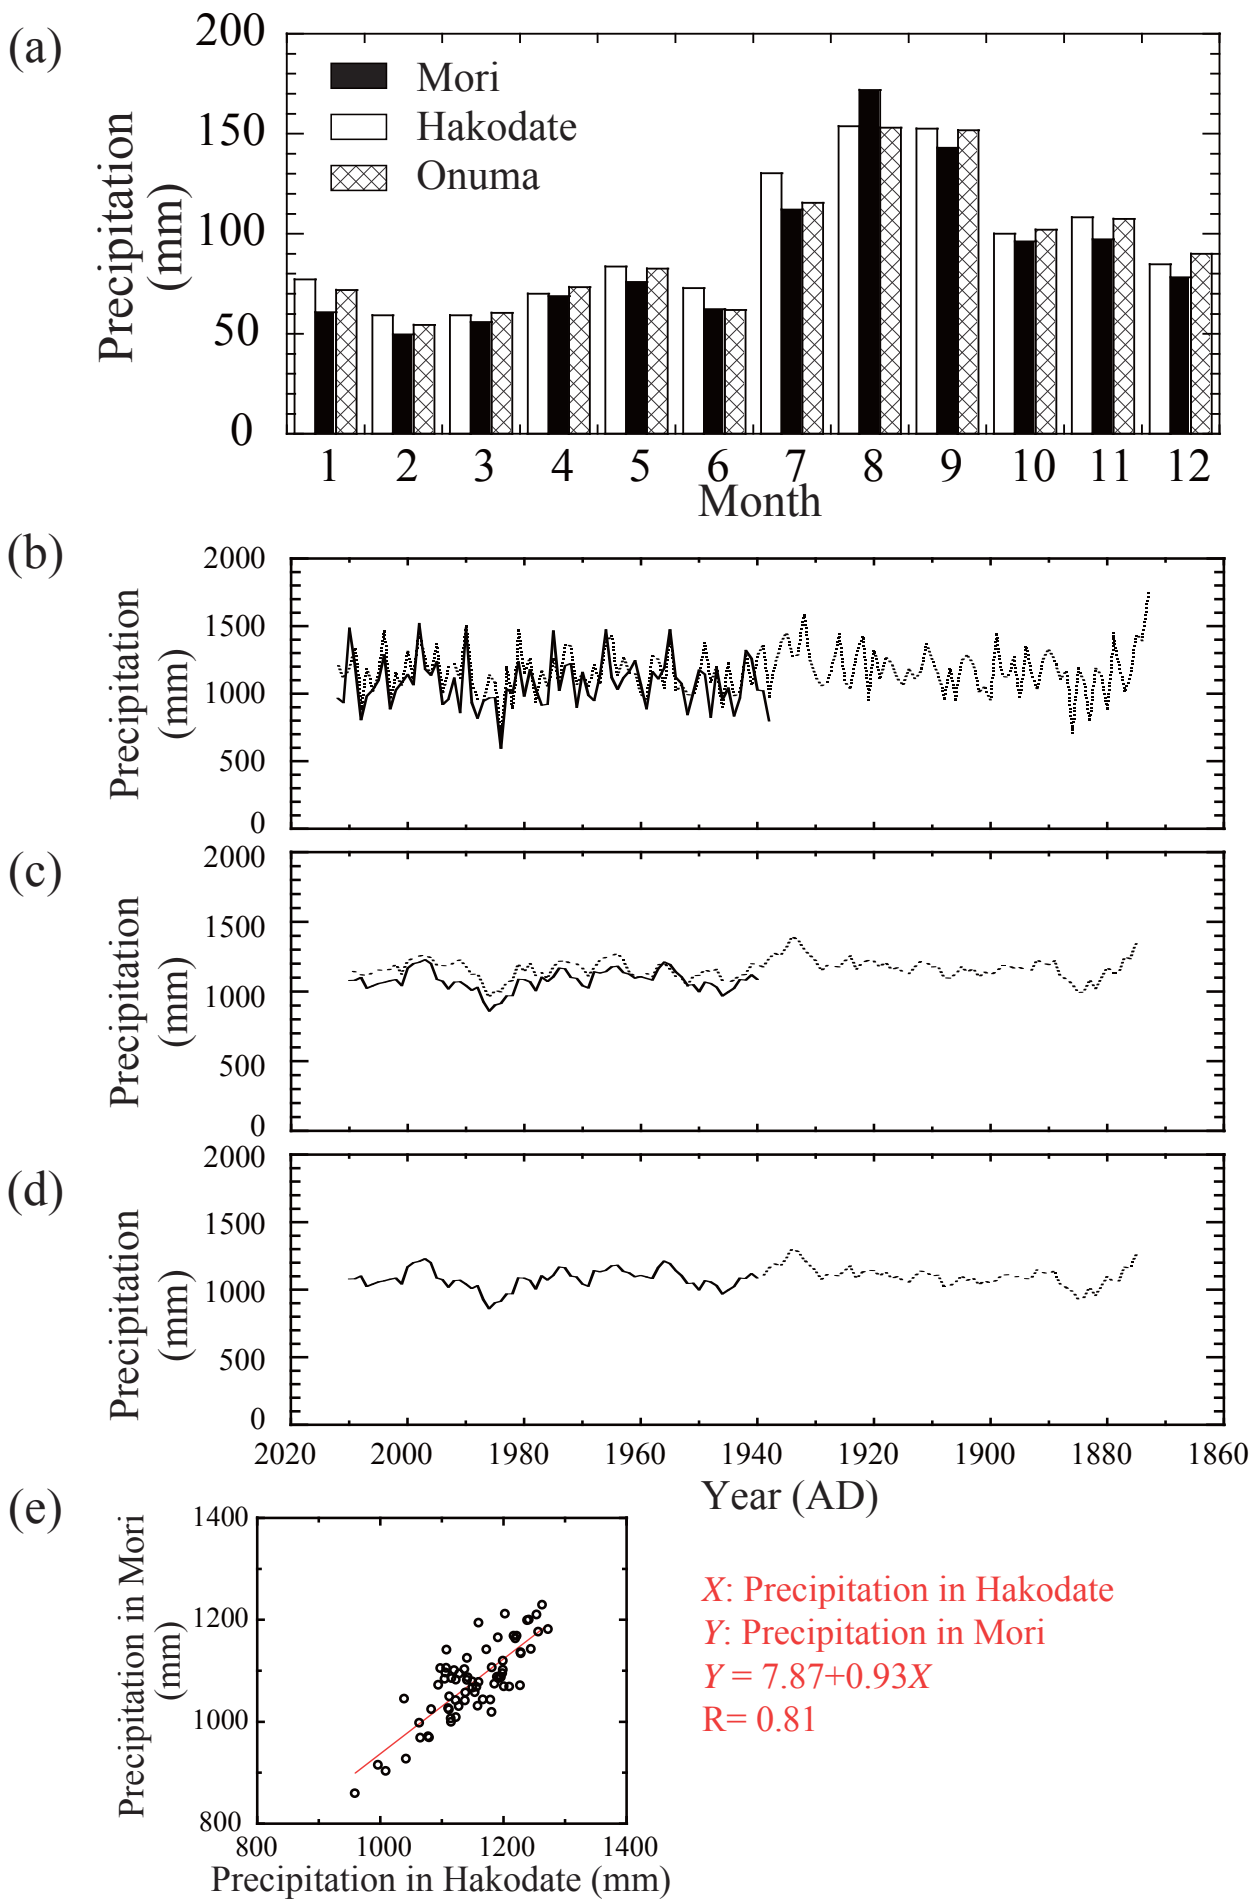 (a)
200
150
100
50
0
Precipitation
(mm)
Mori
Hakodate
Onuma
1 2 3 4 5 6 7 8 9 10 11 12
Month
(b)
2000
1500
1000
500
0
Precipitation
(mm)
(c)
2000
1500
1000
500
0
Precipitation
(mm)
(d)
2000
1500
1000
500
0
Precipitation
(mm)
2020 2000 1980 1960 1940 1920 1900 1880 1860
Year (AD)
(e)
1400
1200
1000
800
Precipitation in Mori
(mm)
800 1000 1200 1400
Precipitation in Hakodate (mm)
X: Precipitation in Hakodate
Y: Precipitation in Mori
Y = 7.87+0.93X
R= 0.81